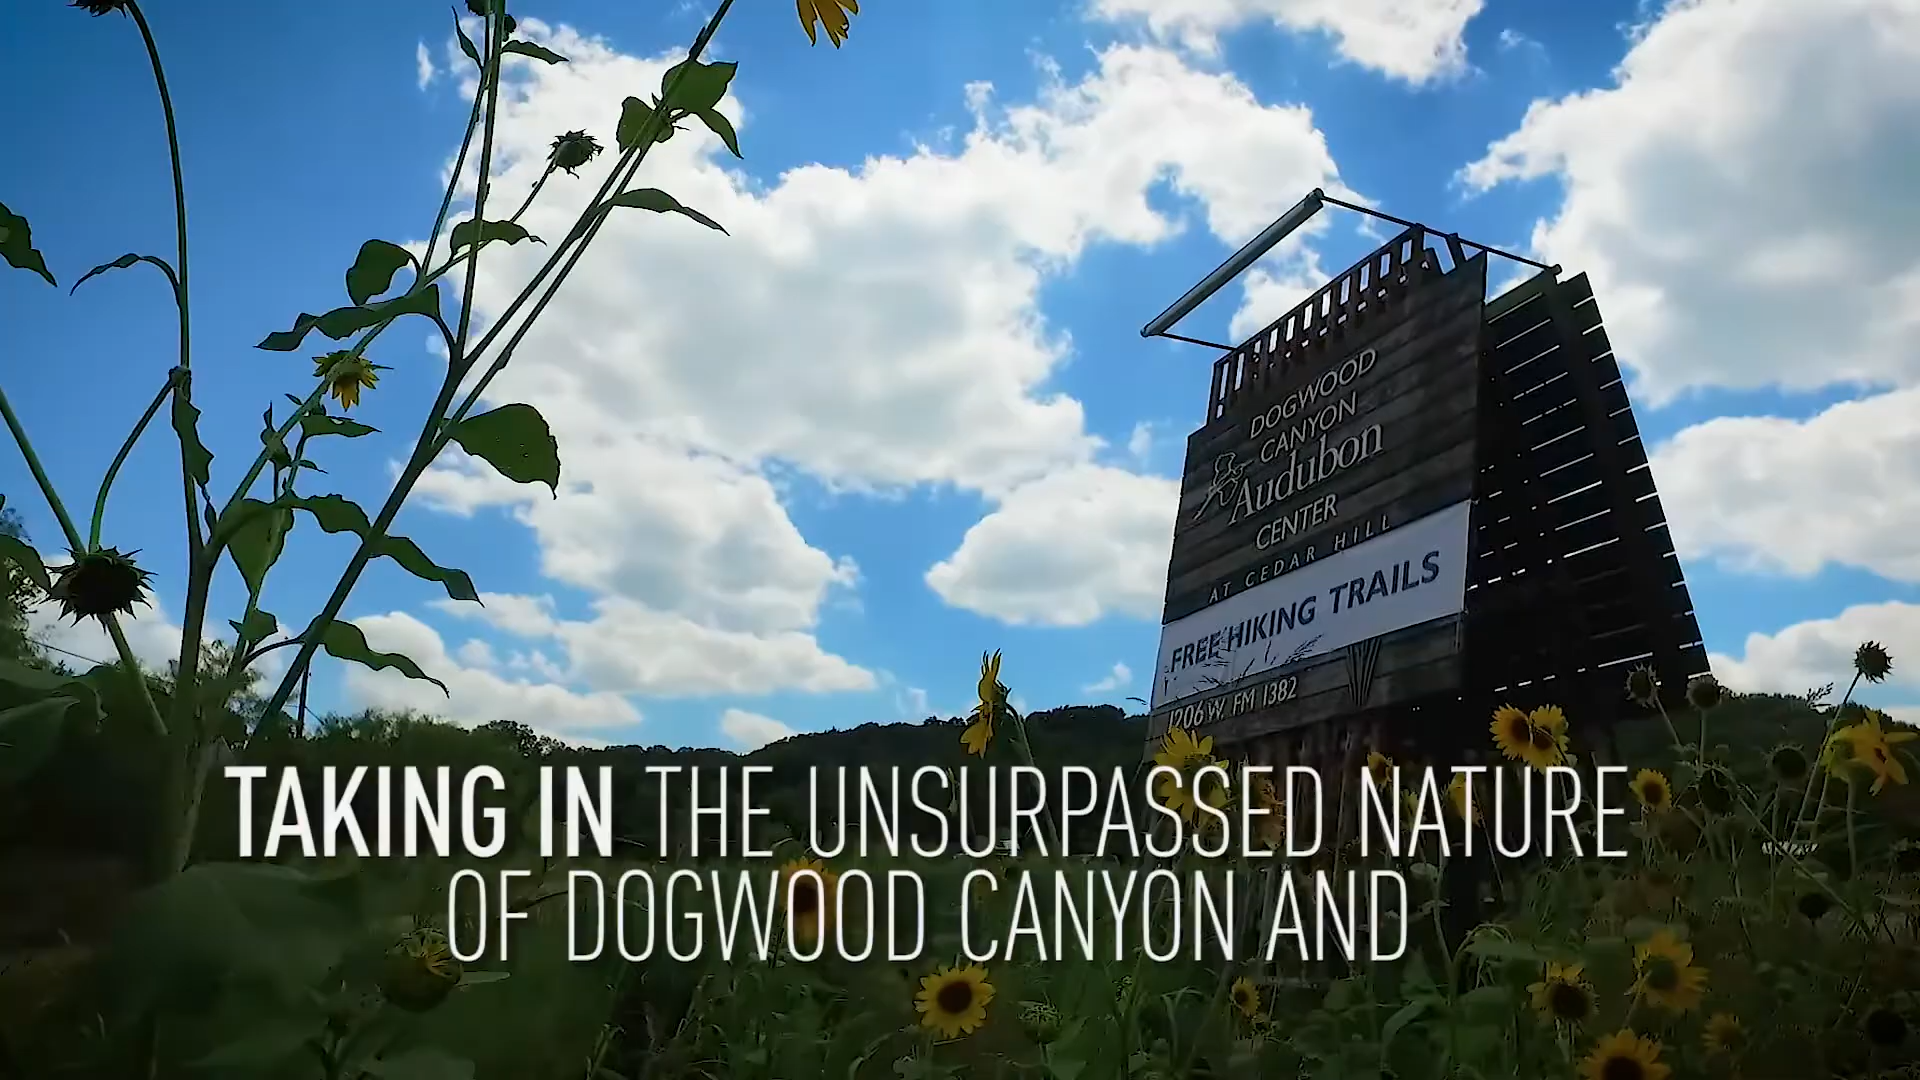 DOGWOOD
CANYON
Audubon
CENTER
AT CEDAR HILL
FREE HIKING TRAILS
1206 W. FM 1382
TAKING IN THE UNSURPASSED NATURE
OF DOGWOOD CANYON AND